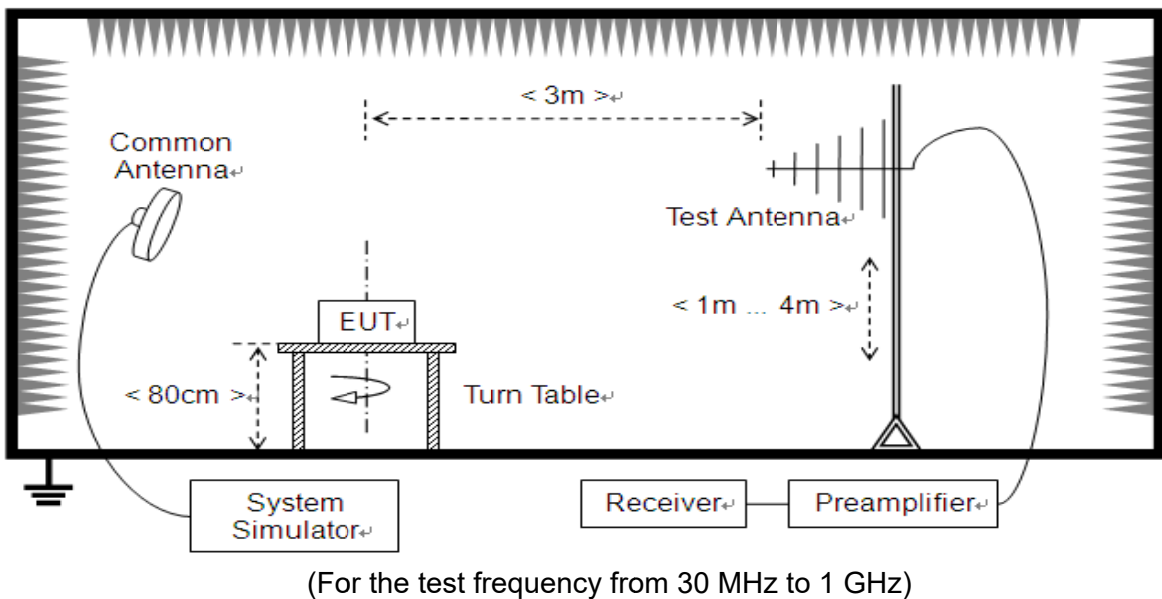 < 3m >↵
Common
Antenna↵
Test Antenna↵
< 1m ... 4m >↵
EUT↵
< 80cm >↵
Turn Table↵
System
Simulator↵
Receiver↵
Preamplifier↵
(For the test frequency from 30 MHz to 1 GHz)